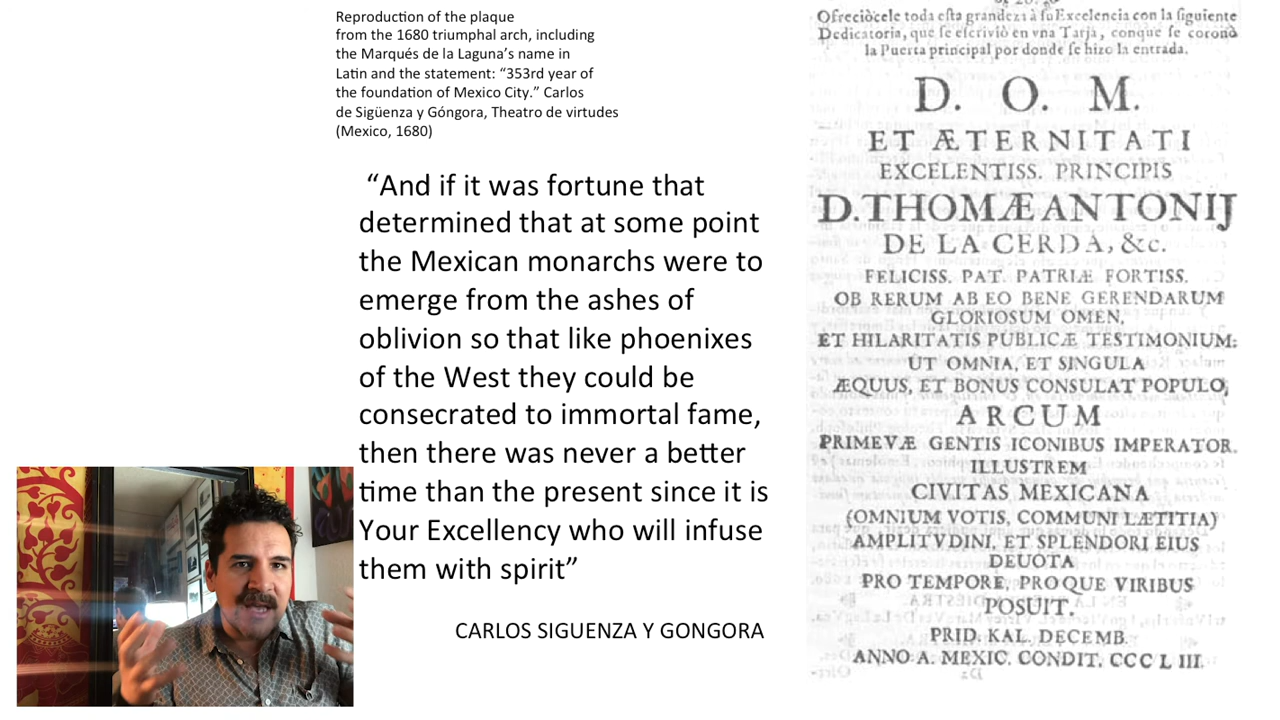 Reproduction of the plaque
from the 1680 triumphal arch, including
the Marqués de la Laguna’s name in
Latin and the statement: “353rd year of
the foundation of Mexico City.” Carlos
de Sigüenza y Góngora, Theatro de virtudes
(Mexico, 1680)
“And if it was fortune that
determined that at some point
the Mexican monarchs were to
emerge from the ashes of
oblivion so that like phoenixes
of the West they could be
consecrated to immortal fame,
then there was never a better
time than the present since it is
Your Excellency who will infuse
them with spirit”
CARLOS SIGUENZA Y GONGORA
Ofreciòcele toda eſta grandeza à ſu Excelencia con la ſiguiente
Dedicatoria, que ſe eſcriviò en vna Tarja, conque ſe coronò
la Puerta principal por donde ſe hizo la entrada.
D. O. M.
ET ÆTERNITATI
EXCELENTISS. PRINCIPIS
D. THOMÆ ANTONIJ
DE LA CERDA, &c.
FELICISS. PAT. PATRIÆ FORTISS.
OB RERUM AB EO BENE GERENDARUM
GLORIOSUM OMEN,
ET HILARITATIS PUBLICÆ TESTIMONIUM:
UT OMNIA, ET SINGULA
ÆQUUS, ET BONUS CONSULAT POPULO,
ARCUM
PRIMEVÆ GENTIS ICONIBUS IMPERATOR.
ILLUSTREM
CIVITAS MEXICANA
(OMNIUM VOTIS, COMMUNI LÆTITIA)
AMPLITVDINI, ET SPLENDORI EIUS
DEUOTA
PRO TEMPORE, PROQUE VIRIBUS
POSUIT.
PRID. KAL. DECEMB.
ANNO A. MEXIC. CONDIT. CCC L III.